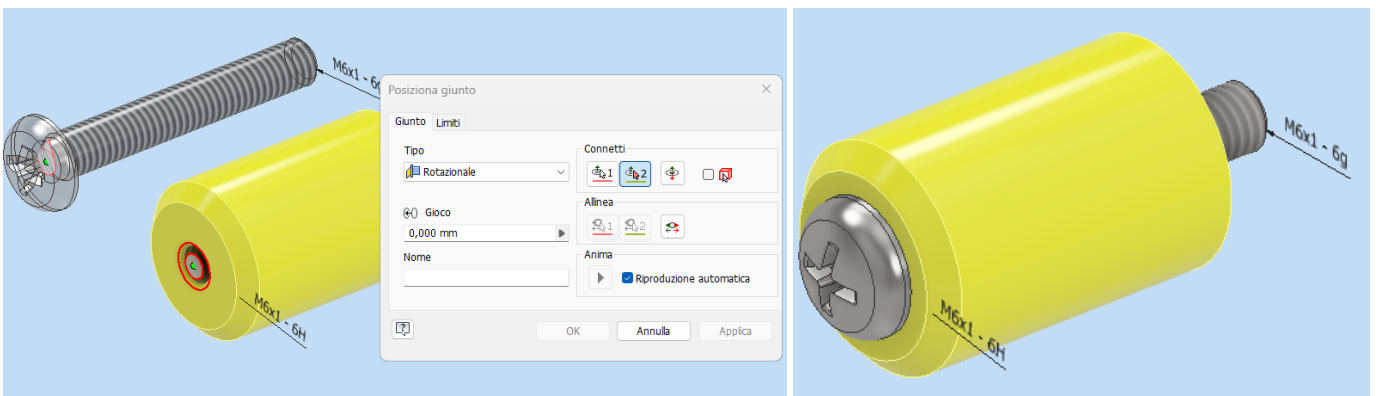 M6x1 - 6g
M6x1 - 6H
Posiziona giunto
Giunto
Limiti
Tipo
Rotazionale
Gioco
0,000 mm
Nome
Connetti
1
2
Allinea
1
2
Anima
Riproduzione automatica
OK
Annulla
Applica
M6x1 - 6g
M6x1 - 6H